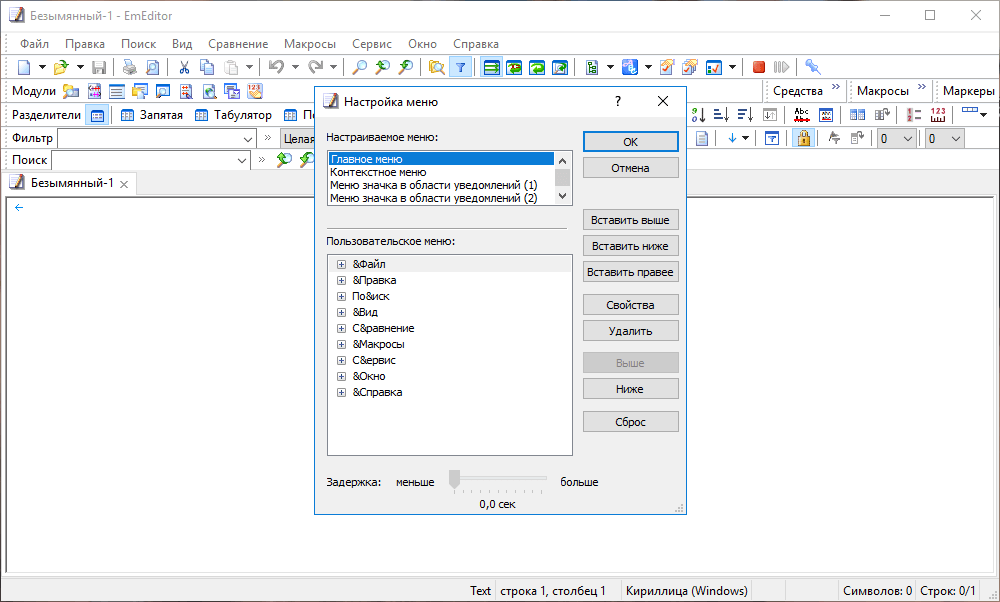 Безымянный-1 - EmEditor
Файл Правка Поиск Вид Сравнение Макросы Сервис Окно Справка
Модули Средства » Макросы » Маркеры
Разделители Запятая Табулятор По
Фильтр Целая 0 0
Поиск »
Безымянный-1
Настройка меню ?
Настраиваемое меню:
Главное меню
Контекстное меню
Меню значка в области уведомлений (1)
Меню значка в области уведомлений (2)
Пользовательское меню:
&Файл
&Правка
По&иск
&Вид
С&равнение
&Макросы
С&ервис
&Окно
&Справка
OK
Отмена
Вставить выше
Вставить ниже
Вставить правее
Свойства
Удалить
Выше
Ниже
Сброс
Задержка: меньше больше
0,0 сек
Text строка 1, столбец 1 Кириллица (Windows) Символов: 0 Строк: 0/1